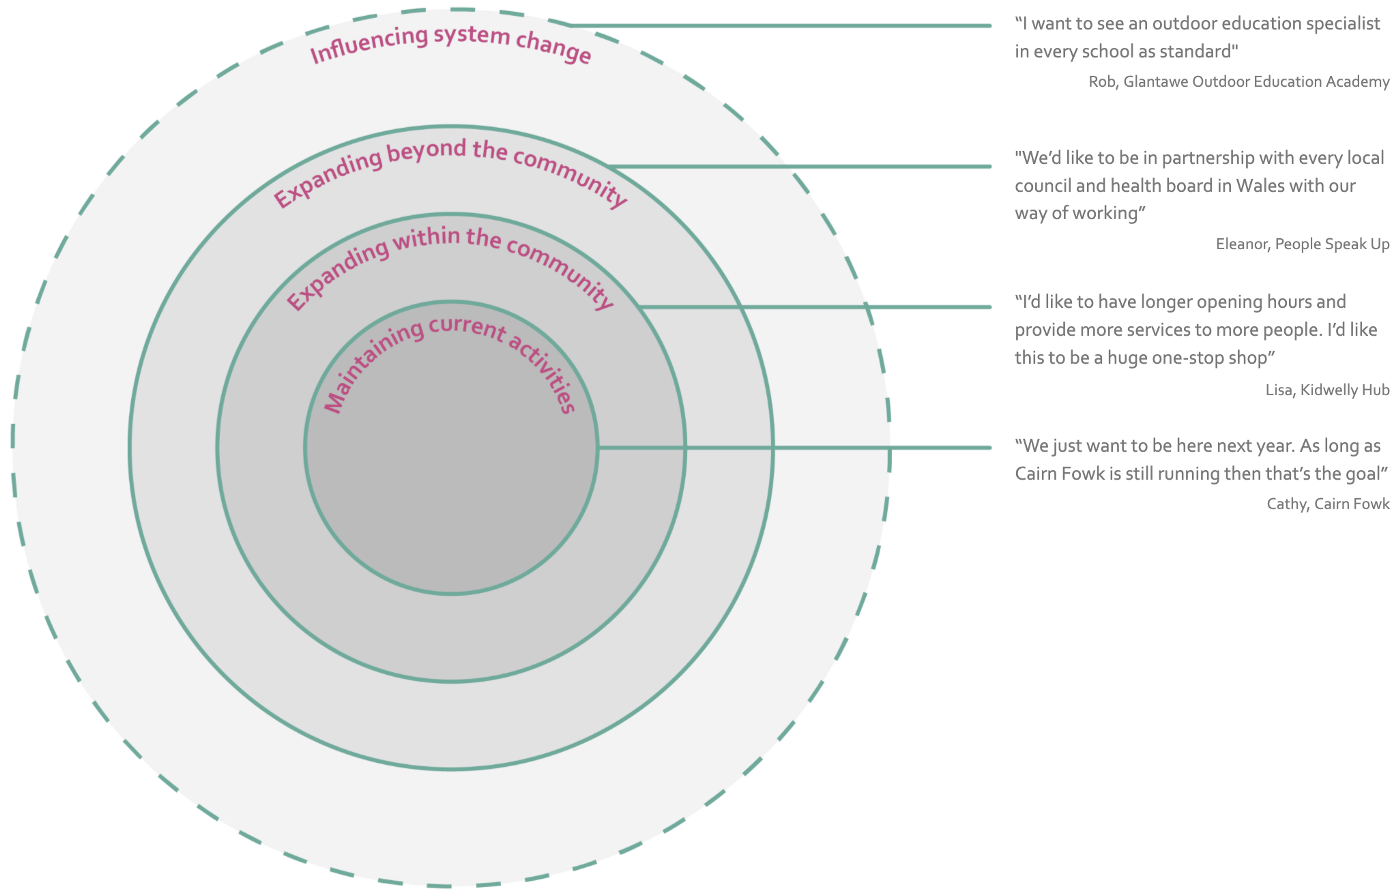 Influencing system change
“I want to see an outdoor education specialist
in every school as standard"
Rob, Glantawe Outdoor Education Academy
Expanding beyond the community
"We’d like to be in partnership with every local
council and health board in Wales with our
way of working”
Eleanor, People Speak Up
Expanding within the community
“I’d like to have longer opening hours and
provide more services to more people. I’d like
this to be a huge one-stop shop”
Lisa, Kidwelly Hub
Maintaining current activities
“We just want to be here next year. As long as
Cairn Fowk is still running then that’s the goal”
Cathy, Cairn Fowk